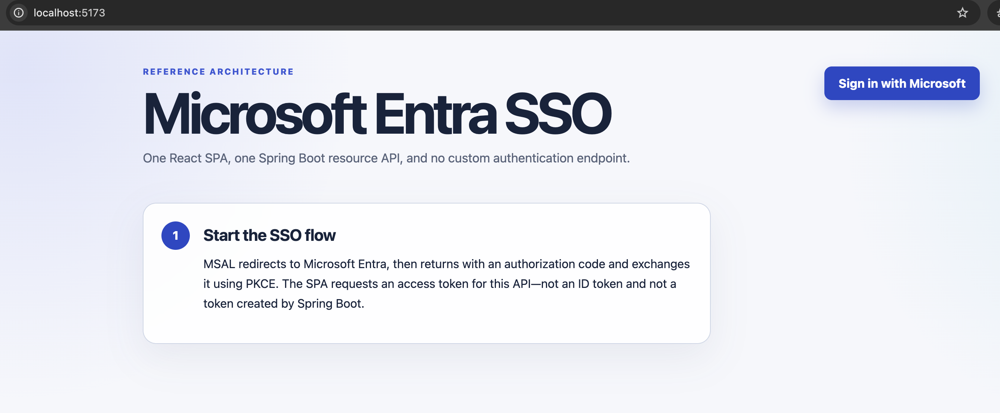 localhost:5173
REFERENCE ARCHITECTURE
Microsoft Entra SSO
Sign in with Microsoft
One React SPA, one Spring Boot resource API, and no custom authentication endpoint.
1
Start the SSO flow
MSAL redirects to Microsoft Entra, then returns with an authorization code and exchanges
it using PKCE. The SPA requests an access token for this API—not an ID token and not a
token created by Spring Boot.